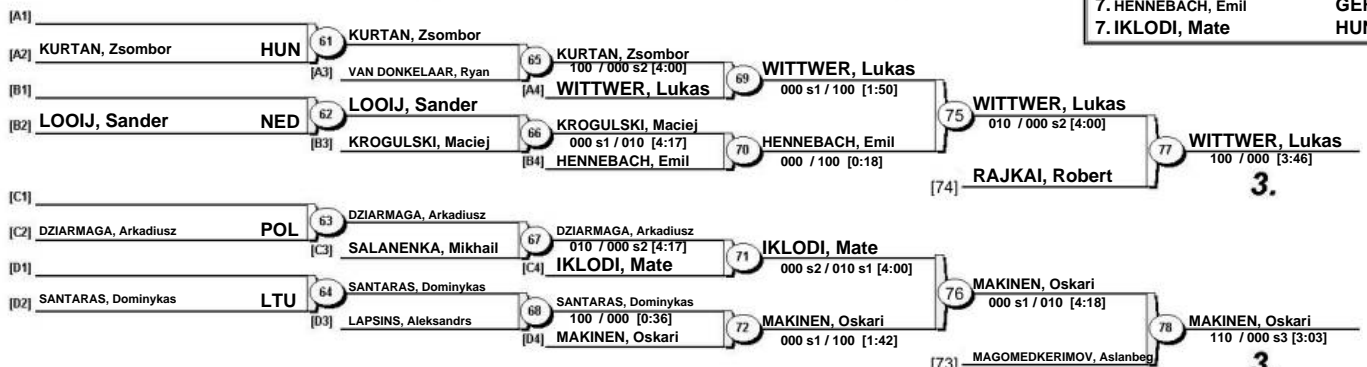 7. HENNEBACH, Emil
7. IKLODI, Mate HUN
[A1]
[A2] KURTAN, Zsombor HUN
61 KURTAN, Zsombor
[A3] VAN DONKELAAR, Ryan
65 KURTAN, Zsombor
100 / 000 s2 [4:00]
[A4] WITTWER, Lukas
69 WITTWER, Lukas
000 s1 / 100 [1:50]
[B1]
[B2] LOOIJ, Sander NED
62 LOOIJ, Sander
[B3] KROGULSKI, Maciej
66 KROGULSKI, Maciej
000 s1 / 010 [4:17]
[B4] HENNEBACH, Emil
70 HENNEBACH, Emil
000 / 100 [0:18]
75 WITTWER, Lukas
010 / 000 s2 [4:00]
[74] RAJKAI, Robert
77 WITTWER, Lukas
100 / 000 [3:46]
3.
[C1]
[C2] DZIARMAGA, Arkadiusz POL
63 DZIARMAGA, Arkadiusz
[C3] SALANENKA, Mikhail
67 DZIARMAGA, Arkadiusz
010 / 000 s2 [4:17]
[C4] IKLODI, Mate
71 IKLODI, Mate
000 s2 / 010 s1 [4:00]
[D1]
[D2] SANTARAS, Dominykas LTU
64 SANTARAS, Dominykas
[D3] LAPSINS, Aleksandrs
68 SANTARAS, Dominykas
100 / 000 [0:36]
[D4] MAKINEN, Oskari
72 MAKINEN, Oskari
000 s1 / 100 [1:42]
76 MAKINEN, Oskari
000 s1 / 010 [4:18]
[73] MAGOMEDKERIMOV, Aslanbeg
78 MAKINEN, Oskari
110 / 000 s3 [3:03]
3.